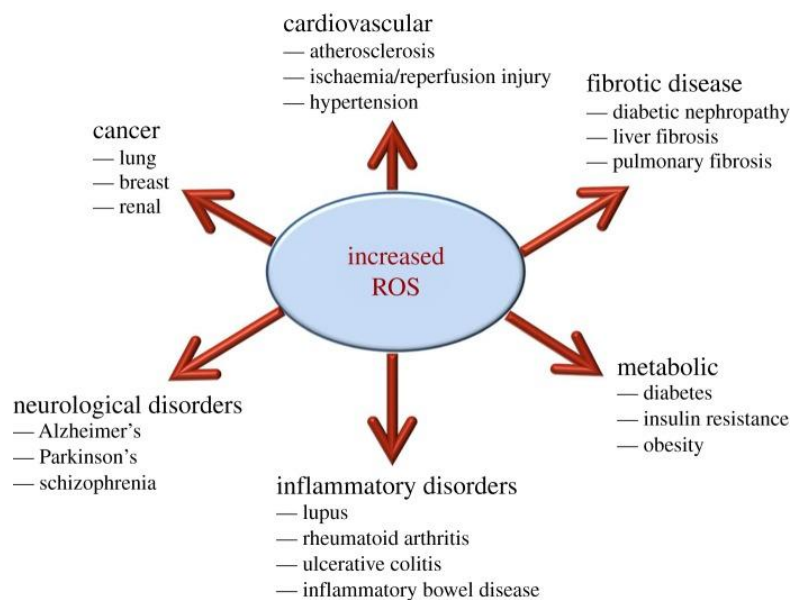 cardiovascular
— atherosclerosis
— ischaemia/reperfusion injury
— hypertension
fibrotic disease
— diabetic nephropathy
— liver fibrosis
— pulmonary fibrosis
cancer
— lung
— breast
— renal
increased
ROS
metabolic
— diabetes
— insulin resistance
— obesity
neurological disorders
— Alzheimer’s
— Parkinson’s
— schizophrenia
inflammatory disorders
— lupus
— rheumatoid arthritis
— ulcerative colitis
— inflammatory bowel disease